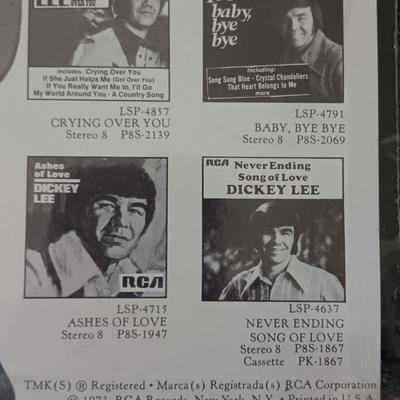 LEE
OVER YOU
Includes: Crying Over You
If She Just Helps Me (Get Over You)
If You Really Want Me to, I'll Go
My World Around You - A Country Song
LSP-4857
CRYING OVER YOU
Stereo 8 P8S-2139
baby,
bye
bye
Including:
Song Sung Blue - Crystal Chandeliers
That Heart Belongs to Me
more
LSP-4791
BABY, BYE BYE
Stereo 8 P8S-2069
Ashes
of Love
DICKEY
LEE
RCA
LSP-4715
ASHES OF LOVE
Stereo 8 P8S-1947
RCA Never Ending
Song of Love
DICKEY LEE
LSP-4637
NEVER ENDING
SONG OF LOVE
Stereo 8 P8S-1867
Cassette PK-1867
TMK(S) ® Registered • Marca(s) Registrada(s) RCA Corporation
RCA Records, New York, N.Y. • Printed in U.S.A.